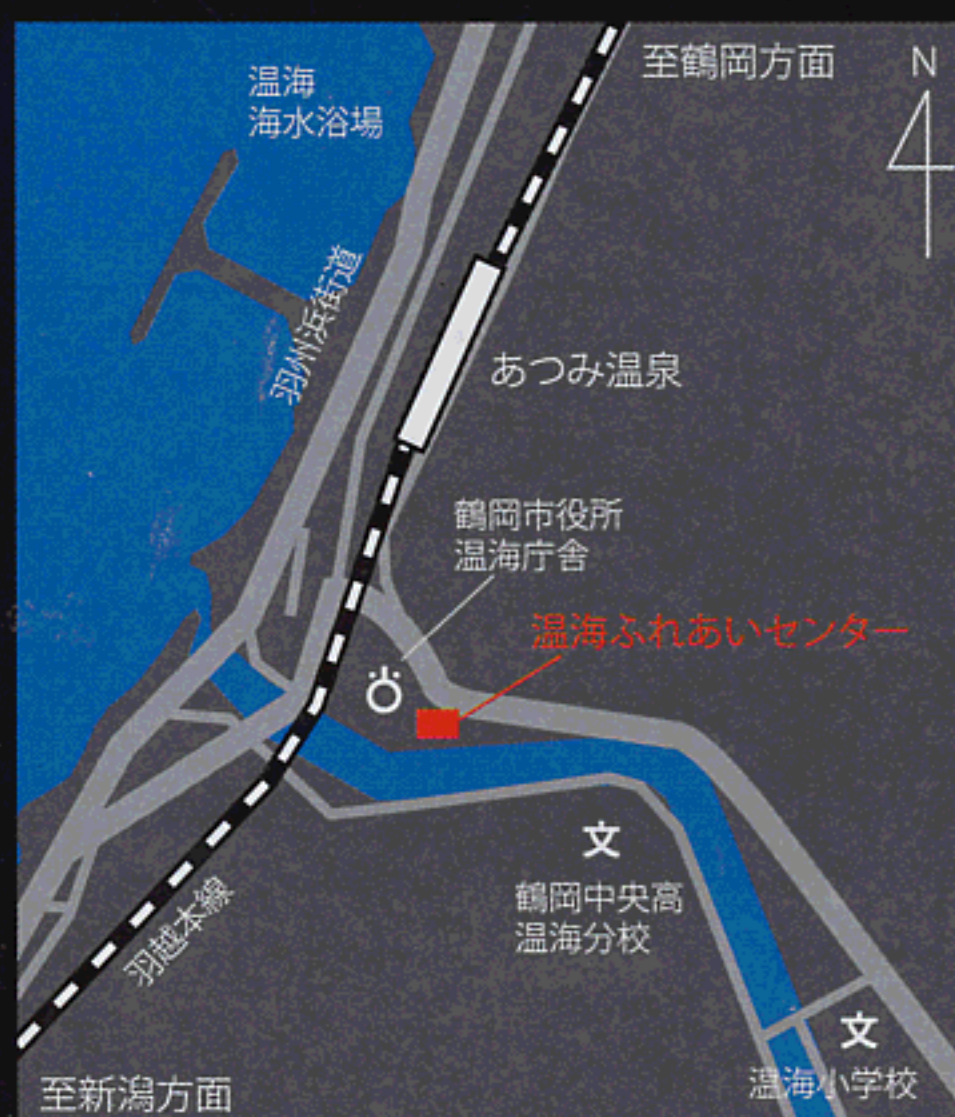 至鶴岡方面
N
温海
海水浴場
羽州浜街道
あつみ温泉
鶴岡市役所
温海庁舎
温海ふれあいセンター
文
鶴岡中央高
温海分校
羽越本線
文
温海小学校
至新潟方面